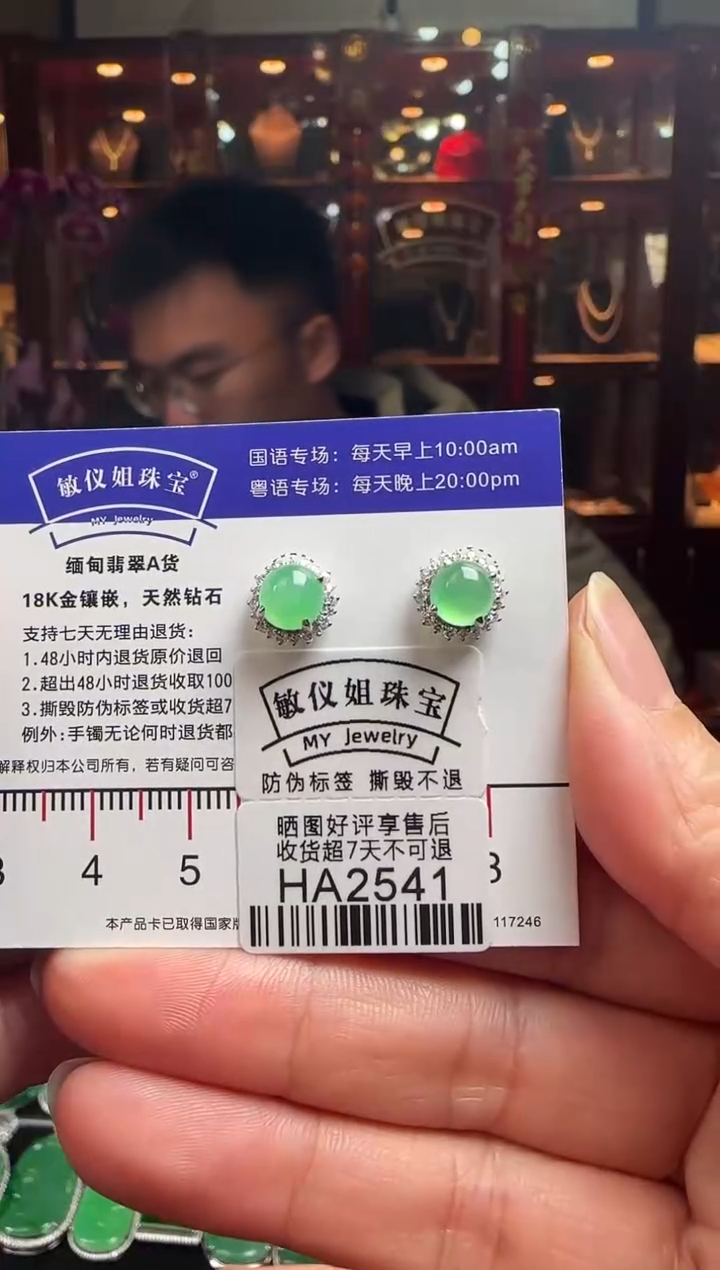 敏仪姐珠宝®
MY Jewelry
国语专场：每天早上10:00am
粤语专场：每天晚上20:00pm
缅甸翡翠A货
18K金镶嵌，天然钻石
支持七天无理由退货：
1.48小时内退货原价退回
2.超出48小时退货收取100
3.撕毁防伪标签或收货超7
例外:手镯无论何时退货都
解释权归本公司所有，若有疑问可咨
敏仪姐珠宝
MY Jewelry
防伪标签 撕毁不退
晒图好评享售后
收货超7天不可退
HA2541
3 4 5 8
本产品卡已取得国家版
117246